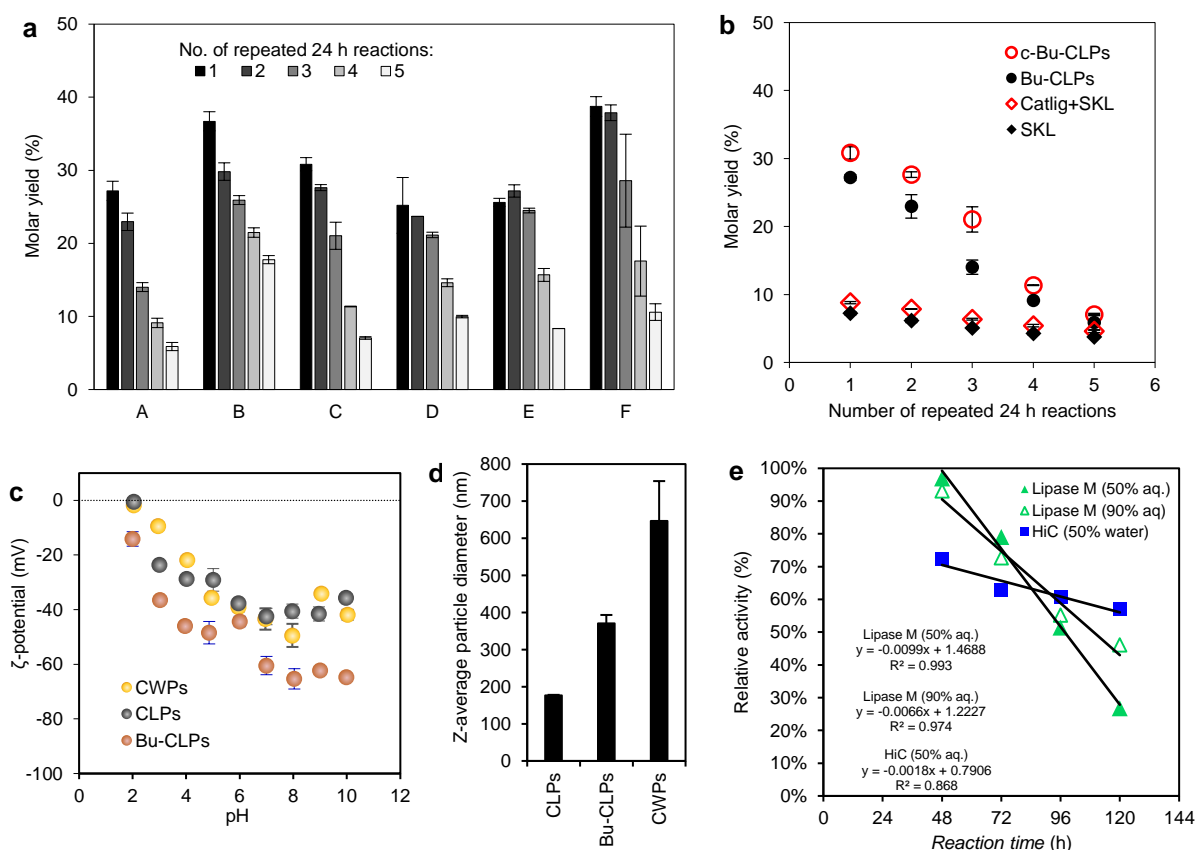 a
50
40
30
20
10
0
Molar yield (%)
No. of repeated 24 h reactions:
1 2 3 4 5
A B C D E F
b
50
40
30
20
10
0
Molar yield (%)
c-Bu-CLPs
Bu-CLPs
Catlig+SKL
SKL
0 1 2 3 4 5 6
Number of repeated 24 h reactions
c
0
-20
-40
-60
-80
-100
ζ-potential (mV)
CWPs
CLPs
Bu-CLPs
0 2 4 6 8 10 12
pH
d
800
700
600
500
400
300
200
100
0
Z-average particle diameter (nm)
CLPs
Bu-CLPs
CWPs
e
100%
90%
80%
70%
60%
50%
40%
30%
20%
10%
0%
Relative activity (%)
Lipase M (50% aq.)
Lipase M (90% aq)
HiC (50% water)
Lipase M (50% aq.)
y = -0.0099x + 1.4688
R² = 0.993
Lipase M (90% aq.)
y = -0.0066x + 1.2227
R² = 0.974
HiC (50% aq.)
y = -0.0018x + 0.7906
R² = 0.868
0 24 48 72 96 120 144
Reaction time (h)